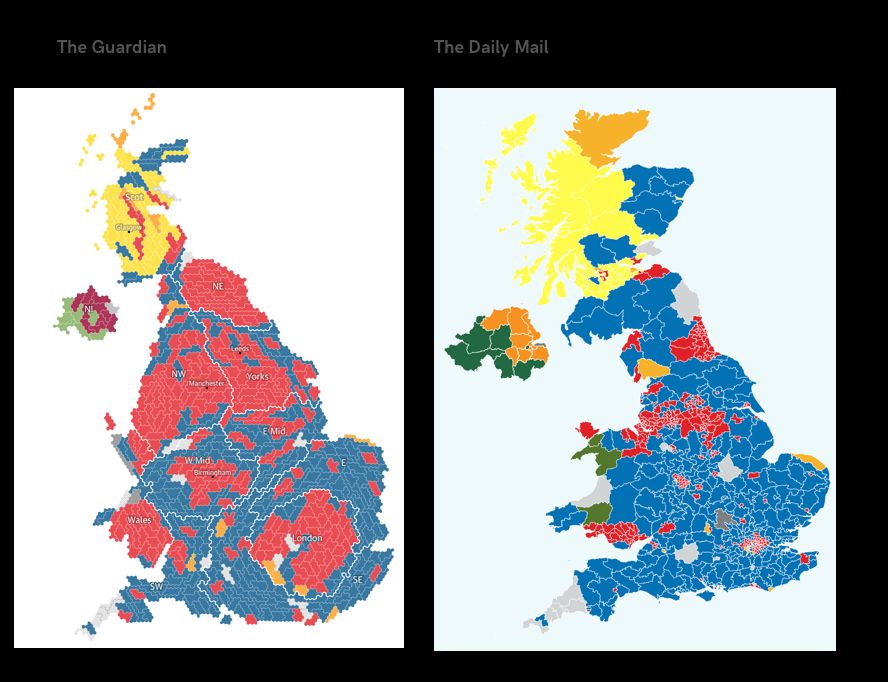 The Guardian
The Daily Mail
Scot
Glasgow
NE
NI
Leeds
NW
Yorks
Manchester
E Mid
W Mid
E
Birmingham
Wales
London
SE
SW